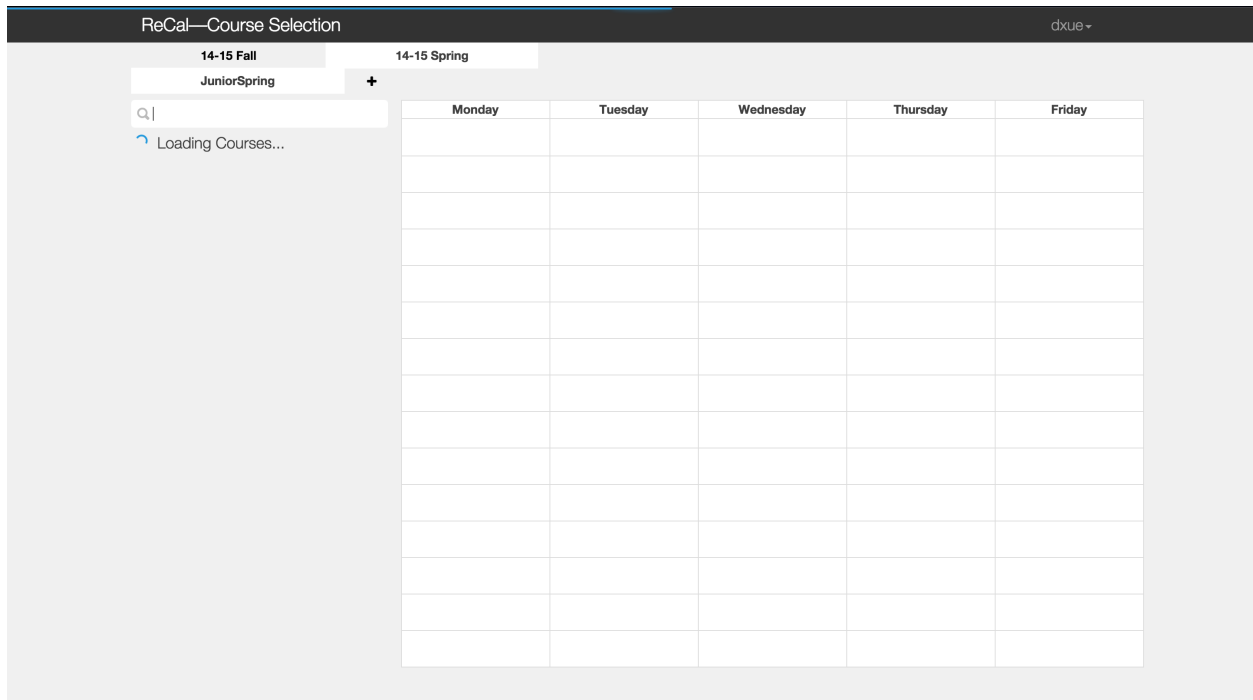 ReCal—Course Selection
dxue
14-15 Fall
14-15 Spring
JuniorSpring
+
Loading Courses...
Monday
Tuesday
Wednesday
Thursday
Friday